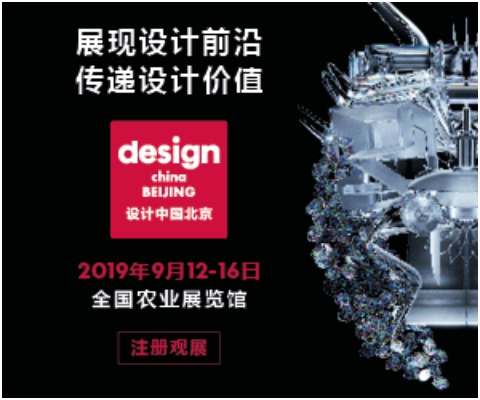 展现设计前沿
传递设计价值
design
china
BEIJING
设计中国北京
2019年9月12-16日
全国农业展览馆
注册观展